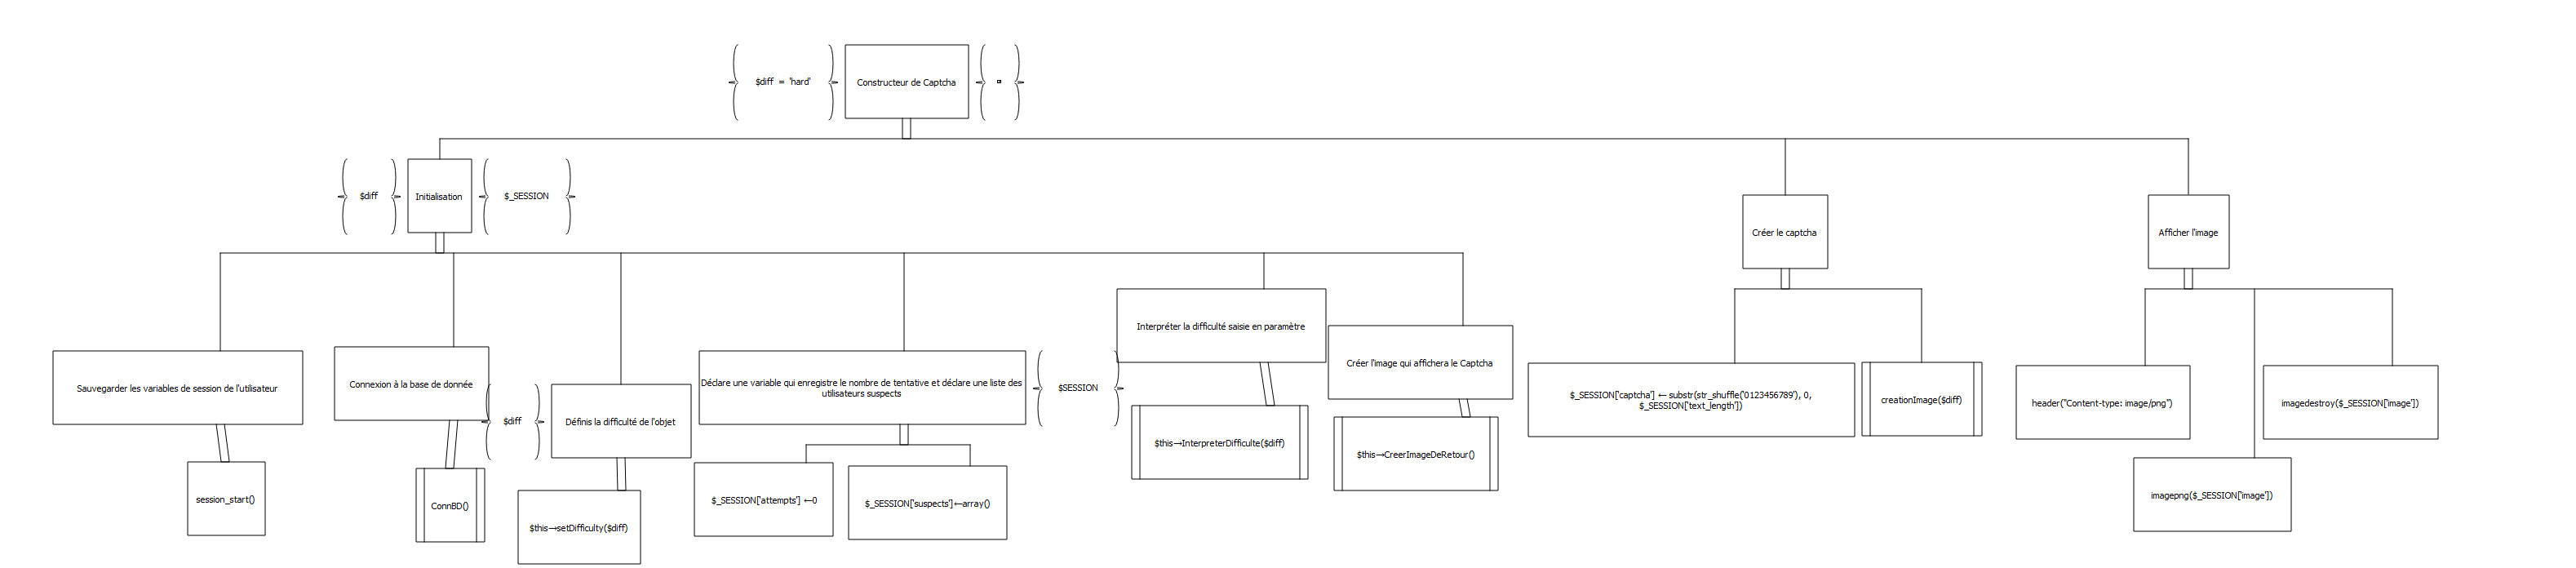 $diff = 'hard'
Constructeur de Captcha
$diff
Initialisation
$_SESSION
Créer le captcha
Afficher l'image
Sauvegarder les variables de session de l'utilisateur
Connexion à la base de donnée
$diff
Définis la difficulté de l'objet
Déclare une variable qui enregistre le nombre de tentative et déclare une liste des
utilisateurs suspects
$SESSION
Interpréter la difficulté saisie en paramètre
Créer l'image qui affichera le Captcha
$_SESSION['captcha'] ← substr(str_shuffle('0123456789'), 0,
$_SESSION['text_length'])
creationImage($diff)
header("Content-type: image/png")
imagedestroy($_SESSION['image'])
session_start()
ConnBD()
$this→setDifficulty($diff)
$_SESSION['attempts'] ←0
$_SESSION['suspects']←array()
$this→InterpreterDifficulte($diff)
$this→CreerImageDeRetour()
imagepng($_SESSION['image'])